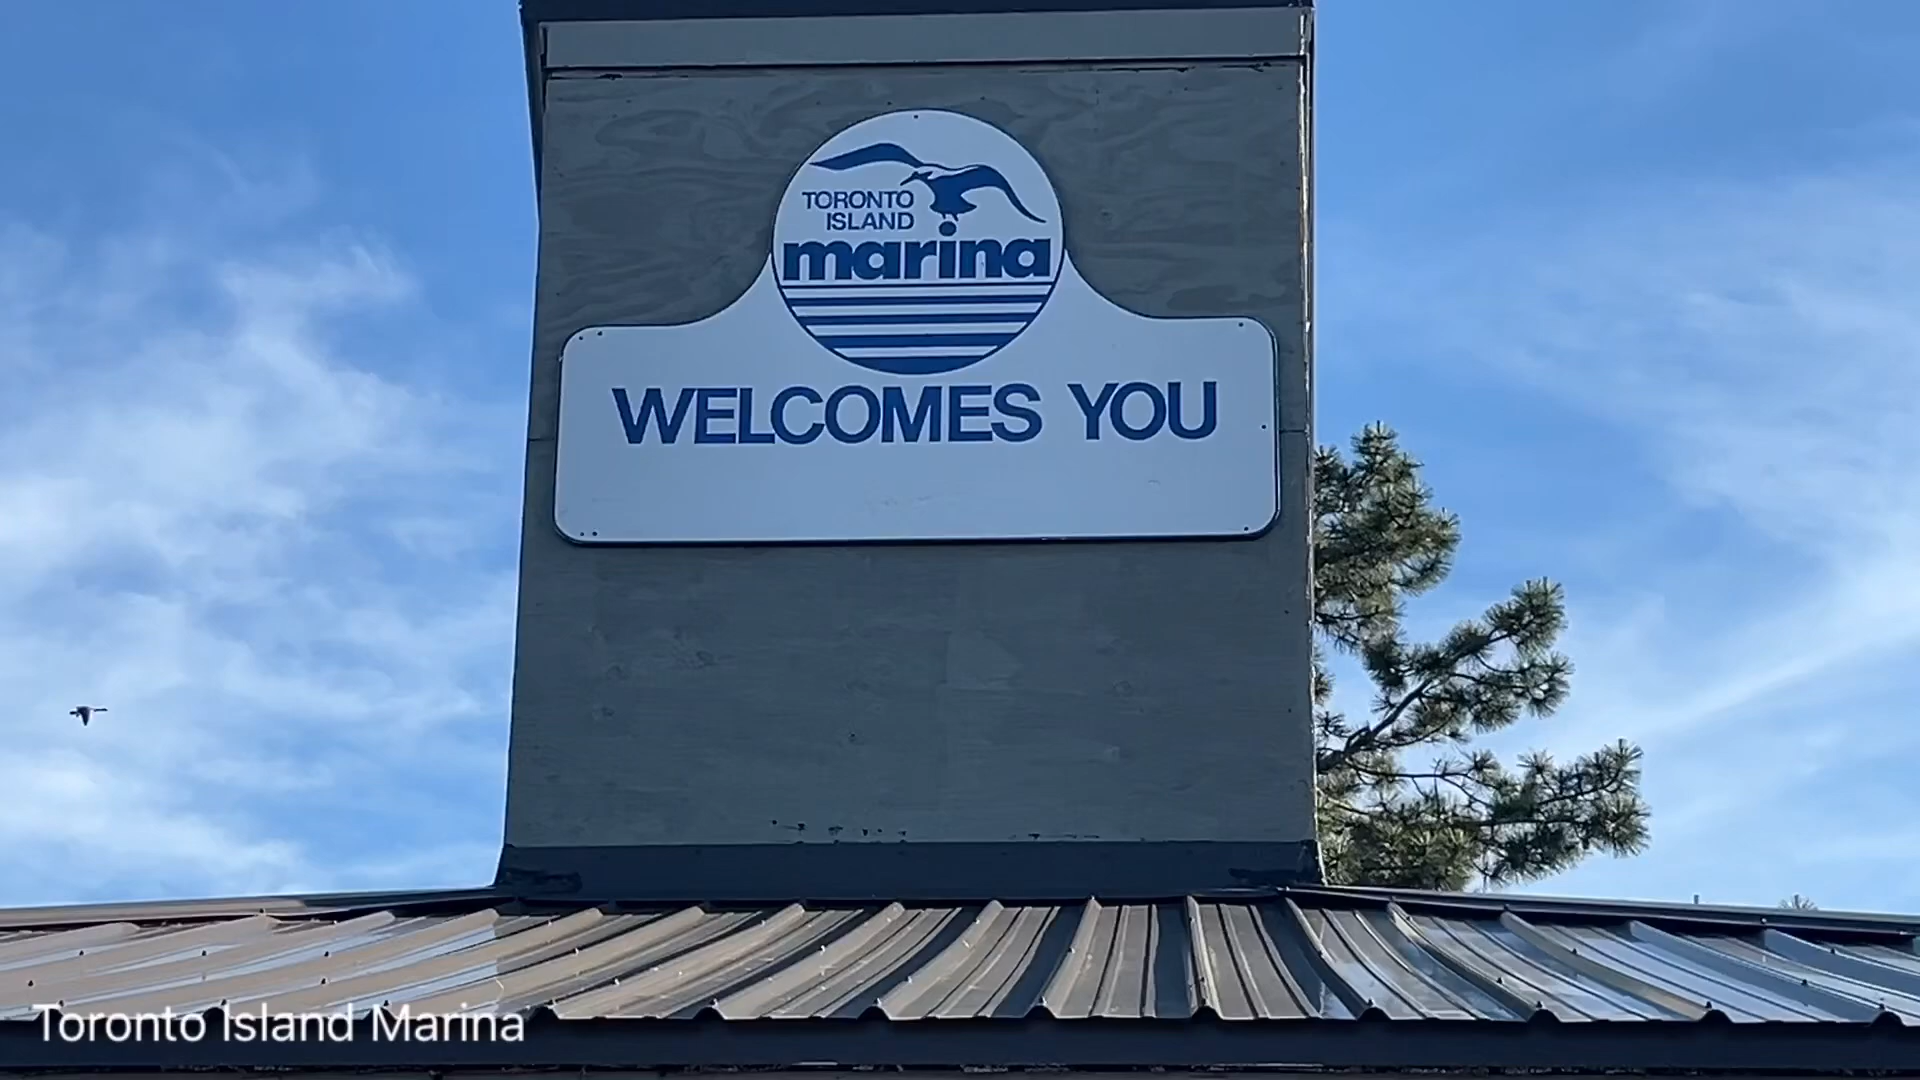 TORONTO
ISLAND
marina
WELCOMES YOU
Toronto Island Marina